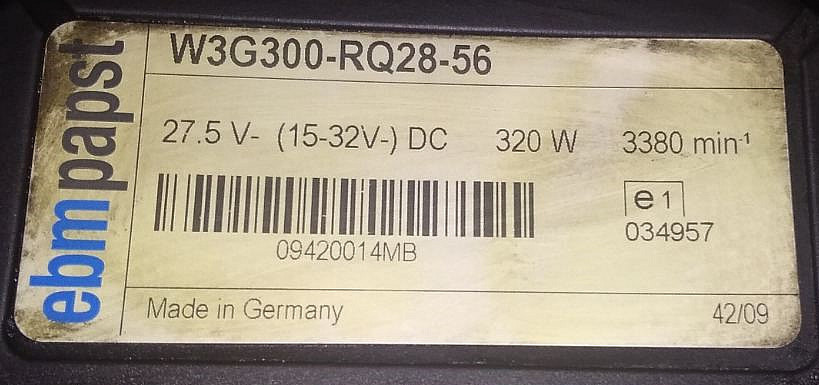 ebmpapst
W3G300-RQ28-56
27.5 V- (15-32V-) DC 320 W 3380 min-1
e1
034957
09420014MB
Made in Germany 42/09